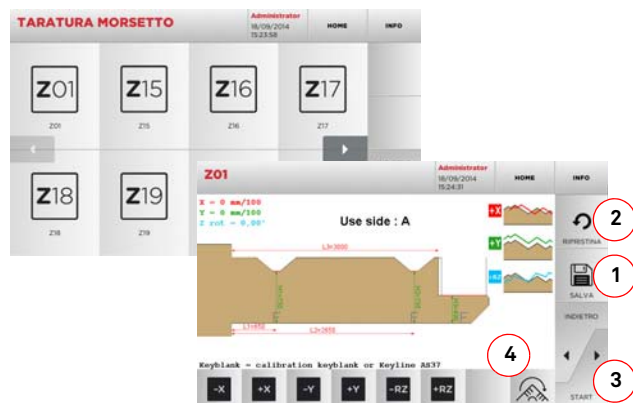 TARATURA MORSETTO
Administrator
18/09/2014
15:23:58
HOME
INFO
Z01
Z15
Z16
Z17
Z01
Z15
Z16
Z17
Z18
Z19
Z18
Z19
Z01
Administrator
18/09/2014
15:24:31
HOME
INFO
X = 0 mm/100
Y = 0 mm/100
Z rot = 0,00°
Use side : A
+X
+Y
-RZ
L3=3000
L1=650
L2=2650
Keyblank = calibration keyblank or Keyline AS37
-X
+X
-Y
+Y
-RZ
+RZ
RIPRISTINA
SALVA
INDIETRO
START
2
1
4
3